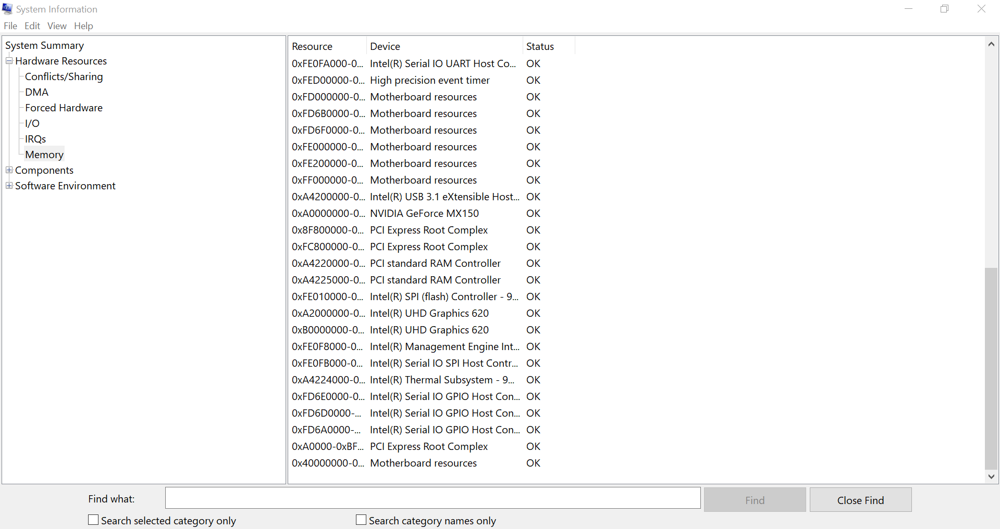 System Information
File Edit View Help
System Summary
Hardware Resources
Conflicts/Sharing
DMA
Forced Hardware
I/O
IRQs
Memory
Components
Software Environment
Resource Device Status
0xFE0FA000-0... Intel(R) Serial IO UART Host Co... OK
0xFED00000-0... High precision event timer OK
0xFD000000-0... Motherboard resources OK
0xFD6B0000-0... Motherboard resources OK
0xFD6F0000-0... Motherboard resources OK
0xFE000000-0... Motherboard resources OK
0xFE200000-0... Motherboard resources OK
0xFF000000-0... Motherboard resources OK
0xA4200000-0... Intel(R) USB 3.1 eXtensible Host... OK
0xA0000000-0... NVIDIA GeForce MX150 OK
0x8F800000-0... PCI Express Root Complex OK
0xFC800000-0... PCI Express Root Complex OK
0xA4220000-0... PCI standard RAM Controller OK
0xA4225000-0... PCI standard RAM Controller OK
0xFE010000-0... Intel(R) SPI (flash) Controller - 9... OK
0xA2000000-0... Intel(R) UHD Graphics 620 OK
0xB0000000-0... Intel(R) UHD Graphics 620 OK
0xFE0F8000-0... Intel(R) Management Engine Int... OK
0xFE0FB000-0... Intel(R) Serial IO SPI Host Contr... OK
0xA4224000-0... Intel(R) Thermal Subsystem - 9... OK
0xFD6E0000-0... Intel(R) Serial IO GPIO Host Con... OK
0xFD6D0000-... Intel(R) Serial IO GPIO Host Con... OK
0xFD6A0000-... Intel(R) Serial IO GPIO Host Con... OK
0xA0000-0xBF... PCI Express Root Complex OK
0x40000000-0... Motherboard resources OK
Find what: Find Close Find
Search selected category only Search category names only